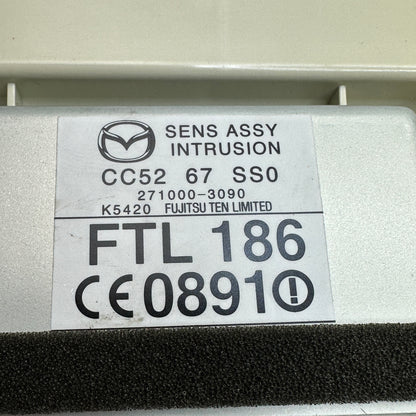 SENS ASSY
INTRUSION
CC52 67 SS0
271000-3090
K5420 FUJITSU TEN LIMITED
FTL 186
CE0891